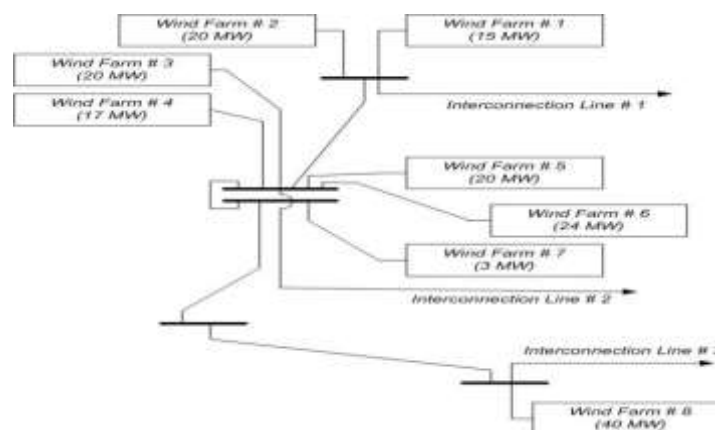 Wind Farm # 2
(20 MW)
Wind Farm # 1
(15 MW)
Wind Farm # 3
(20 MW)
Wind Farm # 4
(17 MW)
Interconnection Line # 1
Wind Farm # 5
(20 MW)
Wind Farm # 6
(24 MW)
Wind Farm # 7
(3 MW)
Interconnection Line # 2
Interconnection Line #
Wind Farm # 8
(40 MW)